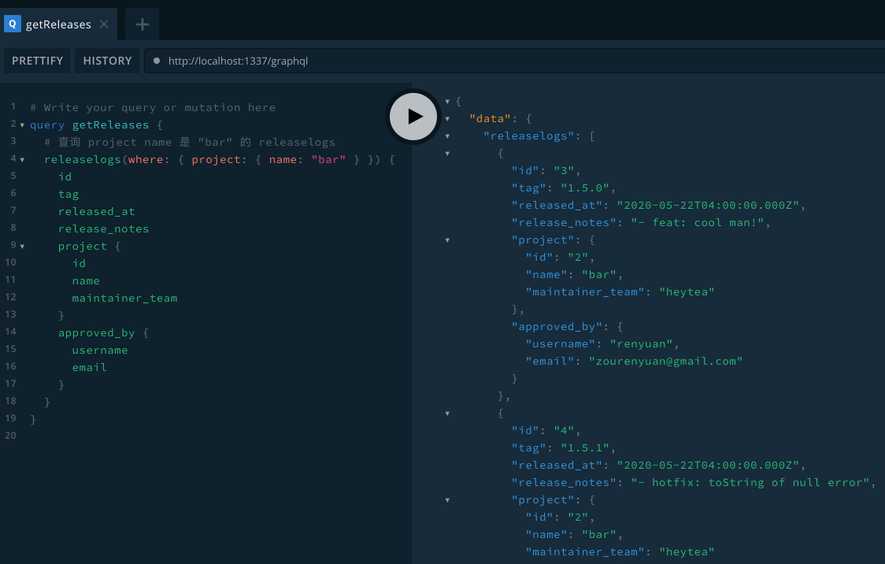 Q getReleases × +
PRETTIFY HISTORY http://localhost:1337/graphql
1 # Write your query or mutation here
2 query getReleases {
3 # 查询 project name 是 "bar" 的 releaselogs
4 releaselogs(where: { project: { name: "bar" } }) {
5 id
6 tag
7 released_at
8 release_notes
9 project {
10 id
11 name
12 maintainer_team
13 }
14 approved_by {
15 username
16 email
17 }
18 }
19 }
20
{
"data": {
"releaselogs": [
{
"id": "3",
"tag": "1.5.0",
"released_at": "2020-05-22T04:00:00.000Z",
"release_notes": "- feat: cool man!",
"project": {
"id": "2",
"name": "bar",
"maintainer_team": "heytea"
},
"approved_by": {
"username": "renyuan",
"email": "zourenyuan@gmail.com"
}
},
{
"id": "4",
"tag": "1.5.1",
"released_at": "2020-05-22T04:00:00.000Z",
"release_notes": "- hotfix: toString of null error",
"project": {
"id": "2",
"name": "bar",
"maintainer_team": "heytea"